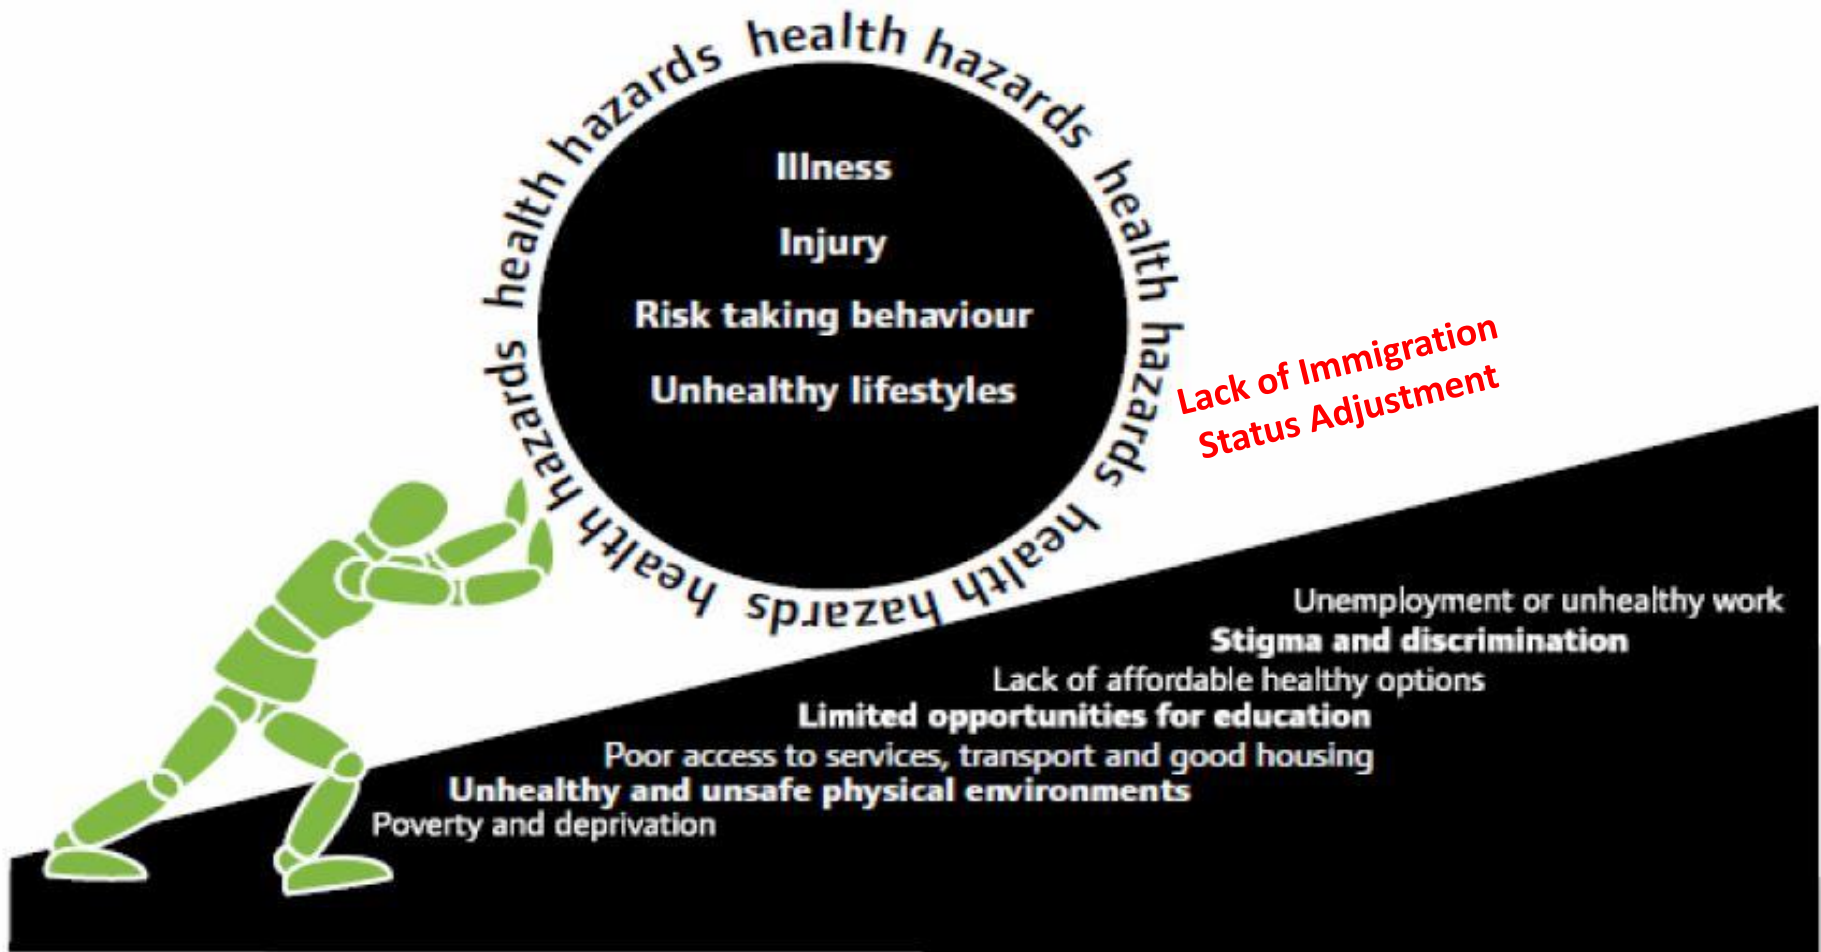 health hazards health hazards health hazards health hazards health hazards health hazards
Illness
Injury
Risk taking behaviour
Unhealthy lifestyles
Lack of Immigration
Status Adjustment
Unemployment or unhealthy work
Stigma and discrimination
Lack of affordable healthy options
Limited opportunities for education
Poor access to services, transport and good housing
Unhealthy and unsafe physical environments
Poverty and deprivation